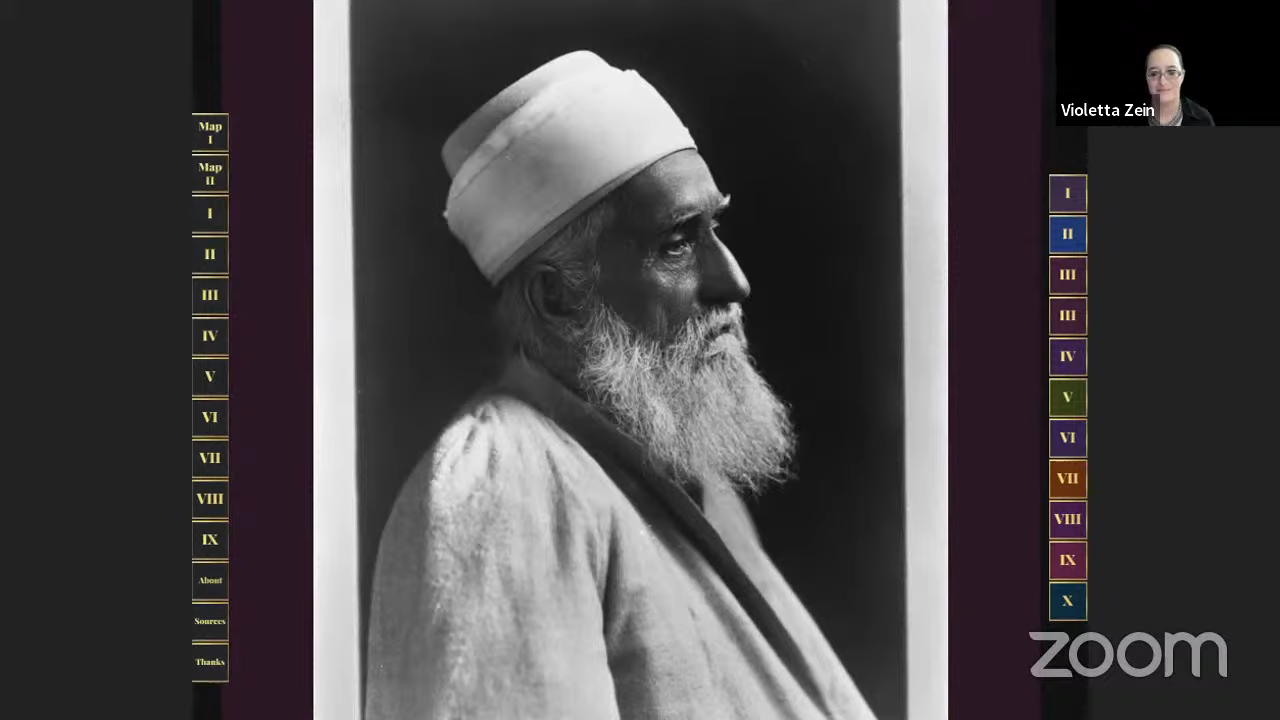 Map
I
Map
II
I
II
III
IV
V
VI
VII
VIII
IX
About
Sources
Thanks
Violetta Zein
I
II
III
III
IV
V
VI
VII
VIII
IX
X
zoom